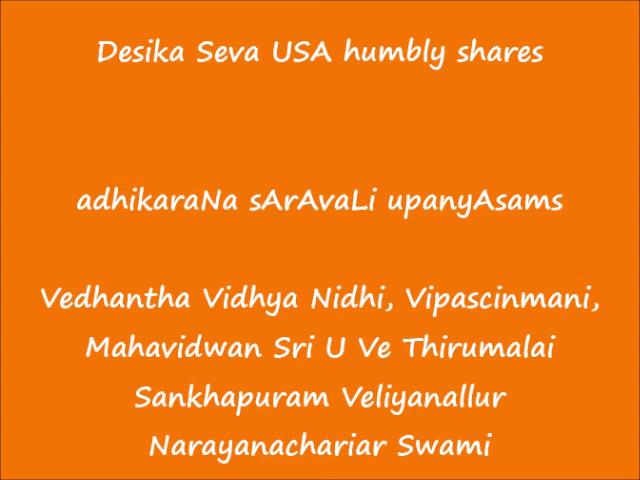 Desika Seva USA humbly shares
adhikaraNa sArAvaLi upanyAsams
Vedhantha Vidhya Nidhi, Vipascinmani,
Mahavidwan Sri U Ve Thirumalai
Sankhapuram Veliyanallur
Narayanachariar Swami